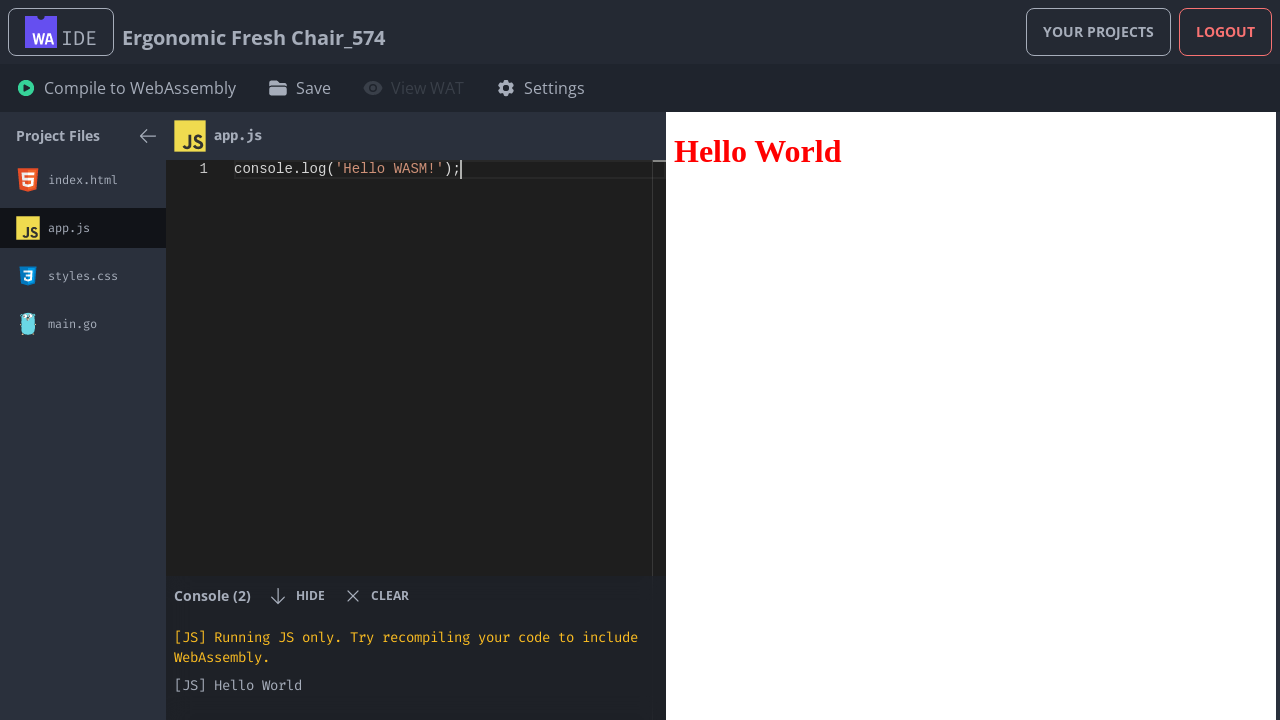 WA IDE
Ergonomic Fresh Chair_574
YOUR PROJECTS
LOGOUT
Compile to WebAssembly
Save
View WAT
Settings
Project Files
index.html
JS app.js
styles.css
main.go
JS app.js
1 console.log('Hello WASM!');
Console (2)
HIDE
CLEAR
[JS] Running JS only. Try recompiling your code to include
WebAssembly.
[JS] Hello World
Hello World